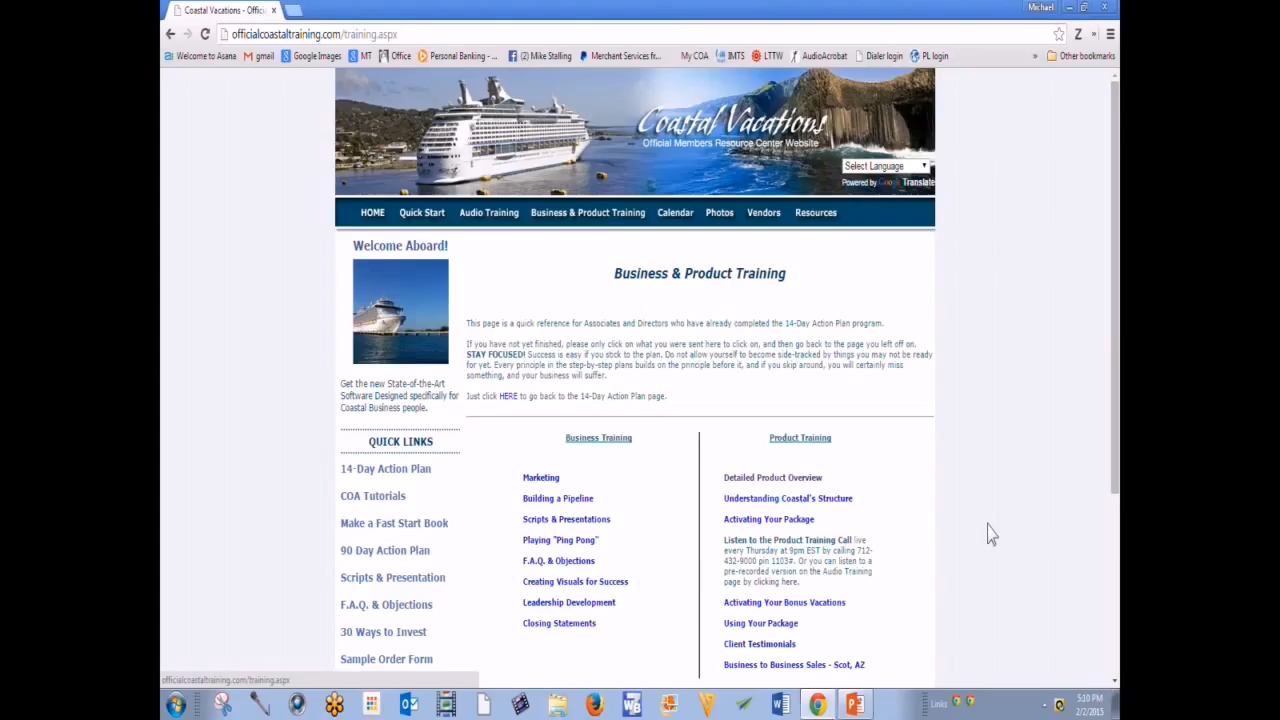 Coastal Vacations - Offici
Michael
officialcoastaltraining.com/training.aspx
Welcome to Asana gmail Google Images MT Office Personal Banking - ... (2) Mike Stalling Merchant Services fr... My COA IMTS LTTW AudioAcrobat Dialer login PL login » Other bookmarks
Coastal Vacations
Official Members Resource Center Website
Select Language
Powered by Google Translate
HOME Quick Start Audio Training Business & Product Training Calendar Photos Vendors Resources
Welcome Aboard!
Get the new State-of-the-Art
Software Designed specifically for
Coastal Business people.
QUICK LINKS
14-Day Action Plan
COA Tutorials
Make a Fast Start Book
90 Day Action Plan
Scripts & Presentation
F.A.Q. & Objections
30 Ways to Invest
Sample Order Form
Business & Product Training
This page is a quick reference for Associates and Directors who have already completed the 14-Day Action Plan program.
If you have not yet finished, please only click on what you were sent here to click on, and then go back to the page you left off on.
STAY FOCUSED! Success is easy if you stick to the plan. Do not allow yourself to become side-tracked by things you may not be ready
for yet. Every principle in the step-by-step plans builds on the principle before it, and if you skip around, you will certainly miss
something, and your business will suffer.
Just click HERE to go back to the 14-Day Action Plan page.
Business Training
Marketing
Building a Pipeline
Scripts & Presentations
Playing "Ping Pong"
F.A.Q. & Objections
Creating Visuals for Success
Leadership Development
Closing Statements
Product Training
Detailed Product Overview
Understanding Coastal's Structure
Activating Your Package
Listen to the Product Training Call live
every Thursday at 9pm EST by calling 712-
432-9000 pin 1103#. Or you can listen to a
pre-recorded version on the Audio Training
page by clicking here.
Activating Your Bonus Vacations
Using Your Package
Client Testimonials
Business to Business Sales - Scot, AZ
officialcoastaltraining.com/training.aspx
Links
5:10 PM
2/2/2015